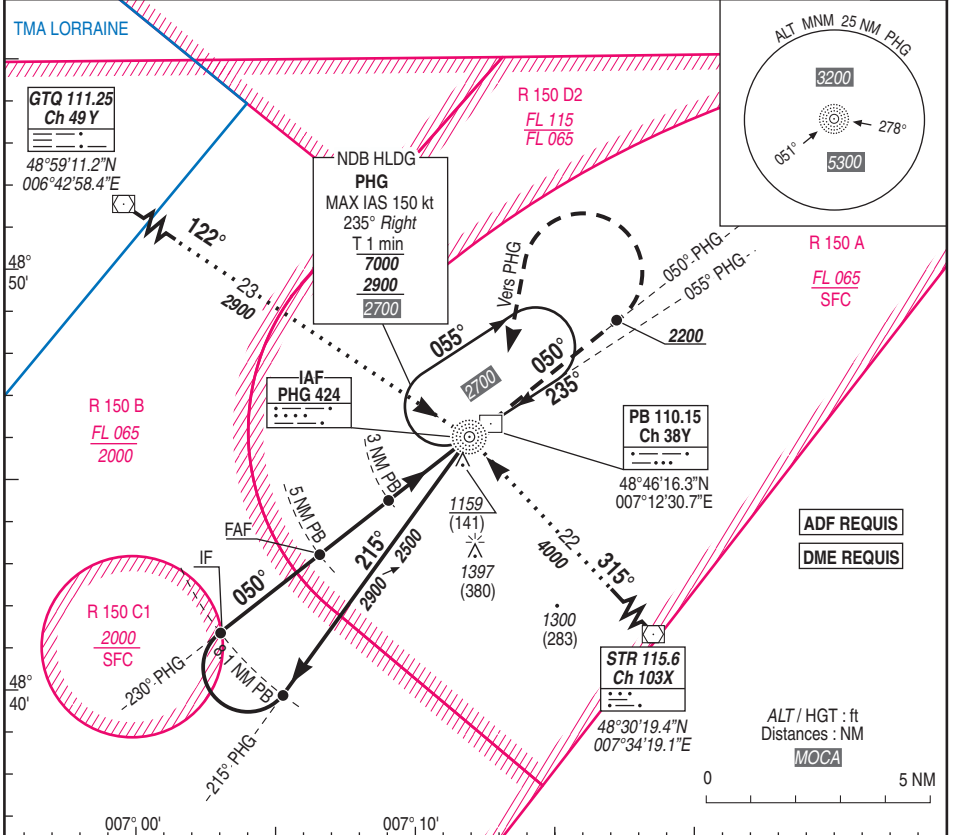 TMA LORRAINE
GTQ 111.25
Ch 49 Y
48°59'11.2"N
006°42'58.4"E
NDB HLDG
PHG
MAX IAS 150 kt
235° Right
T 1 min
7000
2900
2700
R 150 D2
FL 115
FL 065
ALT MNM 25 NM PHG
3200
051°
278°
5300
R 150 A
FL 065
SFC
48°
50'
122°
23
2900
Vers PHG
050° PHG
055° PHG
2200
055°
050°
235°
2700
IAF
PHG 424
R 150 B
FL 065
2000
PB 110.15
Ch 38Y
48°46'16.3"N
007°12'30.7"E
3 NM PB
5 NM PB
FAF
IF
050°
215°
2900
2500
1159
(141)
1397
(380)
1300
(283)
22
4000
315°
ADF REQUIS
DME REQUIS
R 150 C1
2000
SFC
230° PHG
8.1 NM PB
215° PHG
48°
40'
STR 115.6
Ch 103X
48°30'19.4"N
007°34'19.1"E
ALT / HGT : ft
Distances : NM
MOCA
0
5 NM
007° 00'
007° 10'